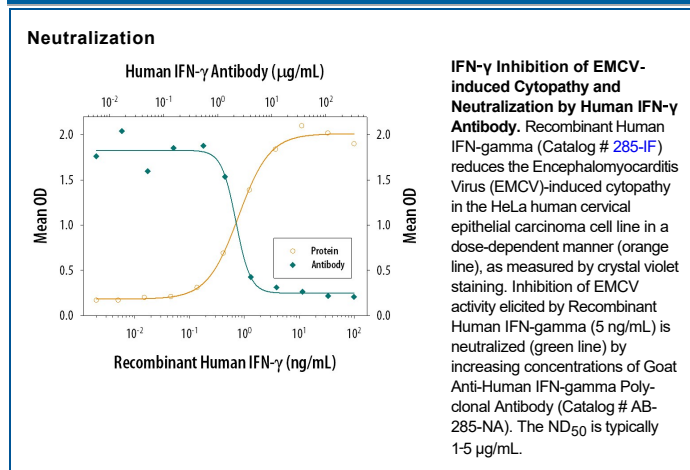 Neutralization
Human IFN-γ Antibody (μg/mL)
10-2 10-1 100 101 102
2.0 2.0
1.5 1.5
1.0 1.0
0.5 0.5
0.0 0.0
Mean OD
Mean OD
Protein
Antibody
10-2 10-1 100 101 102
Recombinant Human IFN-γ (ng/mL)
IFN-γ Inhibition of EMCV-
induced Cytopathy and
Neutralization by Human IFN-γ
Antibody. Recombinant Human
IFN-gamma (Catalog # 285-IF)
reduces the Encephalomyocarditis
Virus (EMCV)-induced cytopathy
in the HeLa human cervical
epithelial carcinoma cell line in a
dose-dependent manner (orange
line), as measured by crystal violet
staining. Inhibition of EMCV
activity elicited by Recombinant
Human IFN-gamma (5 ng/mL) is
neutralized (green line) by
increasing concentrations of Goat
Anti-Human IFN-gamma Poly-
clonal Antibody (Catalog # AB-
285-NA). The ND50 is typically
1-5 μg/mL.